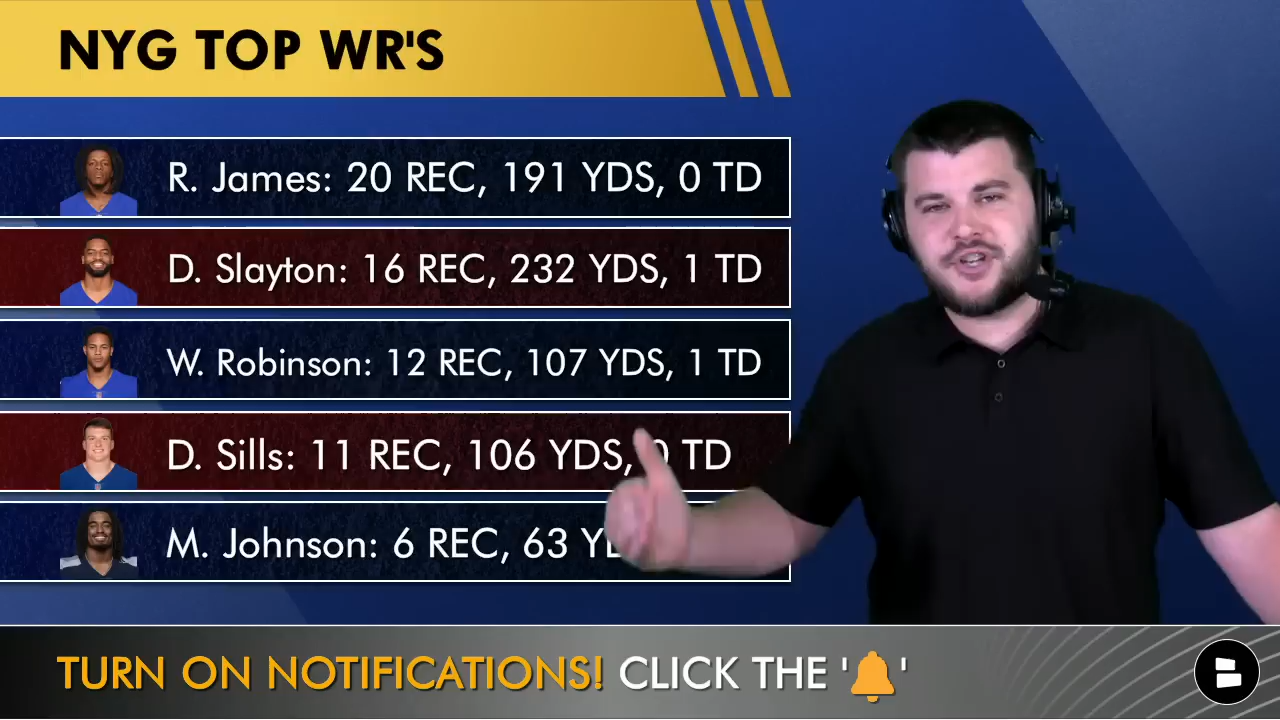 NYG TOP WR'S
R. James: 20 REC, 191 YDS, 0 TD
D. Slayton: 16 REC, 232 YDS, 1 TD
W. Robinson: 12 REC, 107 YDS, 1 TD
D. Sills: 11 REC, 106 YDS, 0 TD
M. Johnson: 6 REC, 63
TURN ON NOTIFICATIONS! CLICK THE ' '